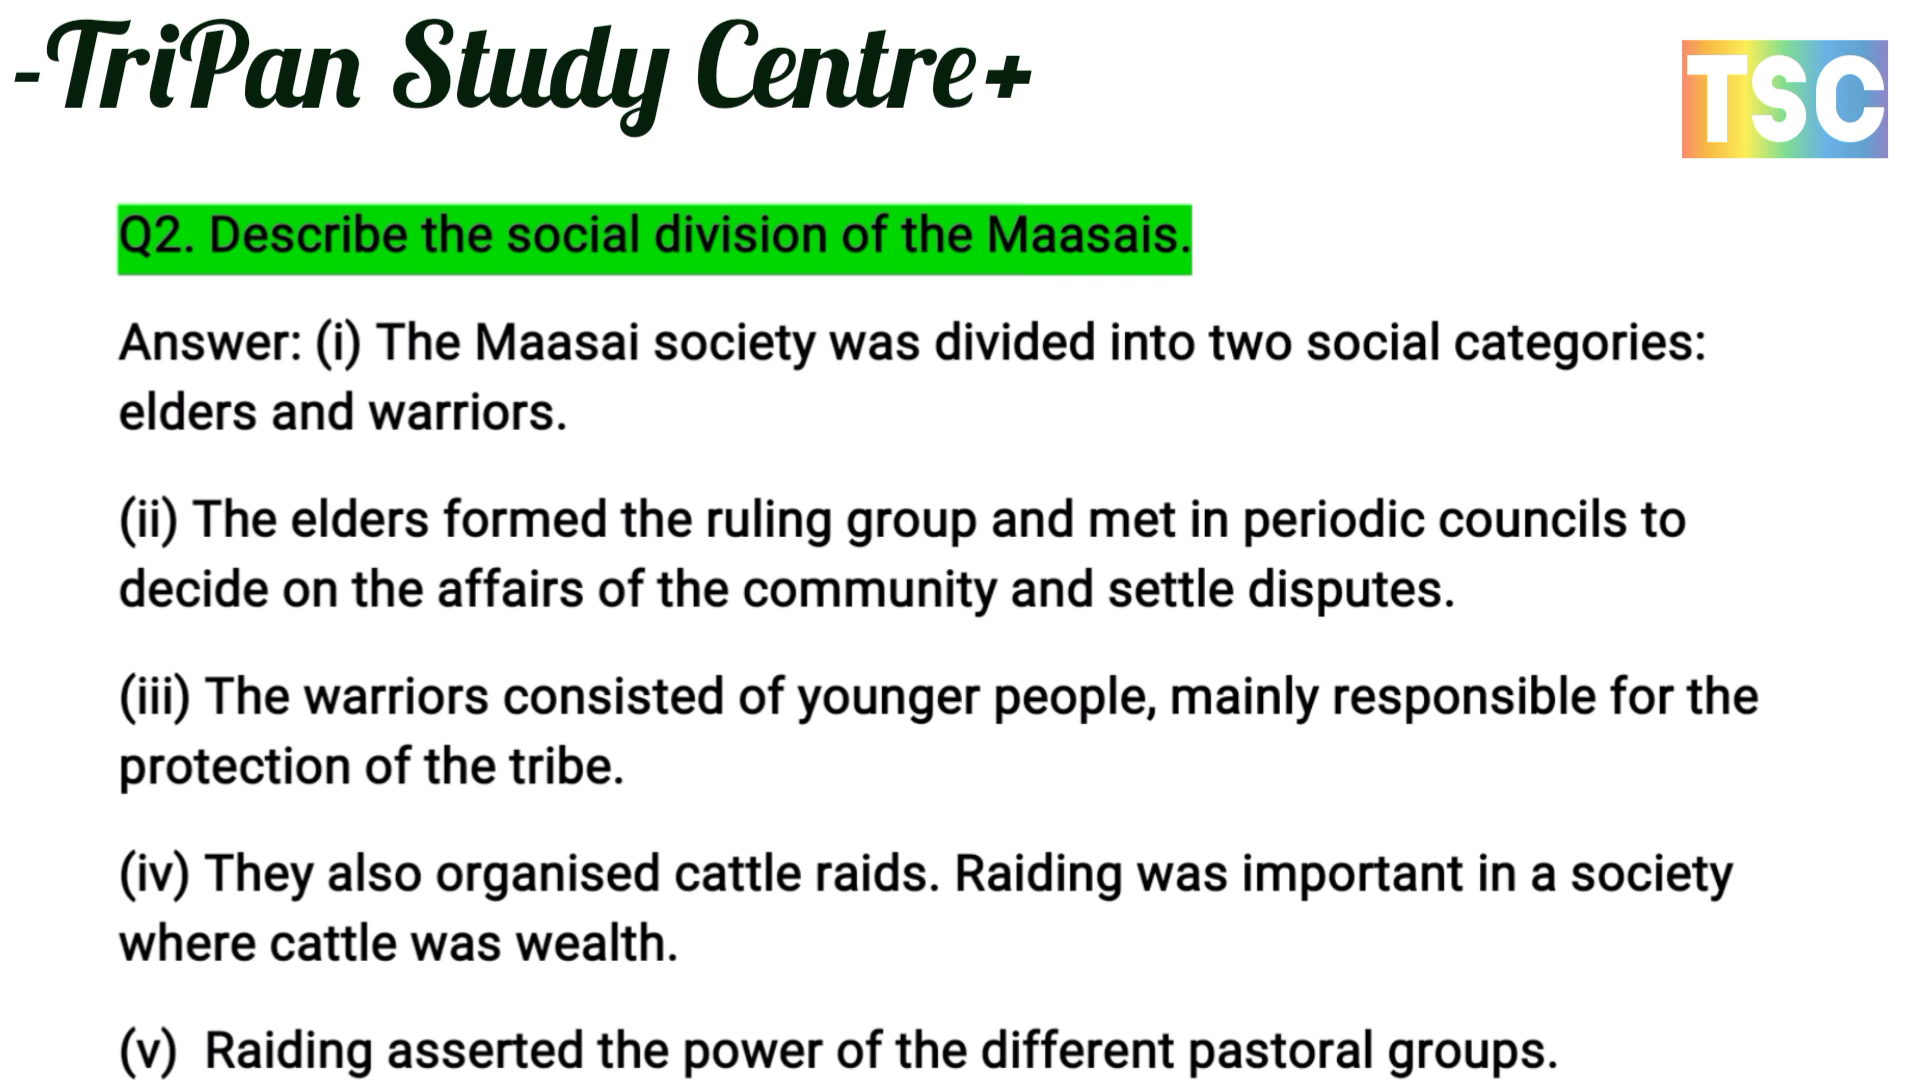 -TriPan Study Centre+
TSC
Q2. Describe the social division of the Maasais.
Answer: (i) The Maasai society was divided into two social categories:
elders and warriors.
(ii) The elders formed the ruling group and met in periodic councils to
decide on the affairs of the community and settle disputes.
(iii) The warriors consisted of younger people, mainly responsible for the
protection of the tribe.
(iv) They also organised cattle raids. Raiding was important in a society
where cattle was wealth.
(v) Raiding asserted the power of the different pastoral groups.